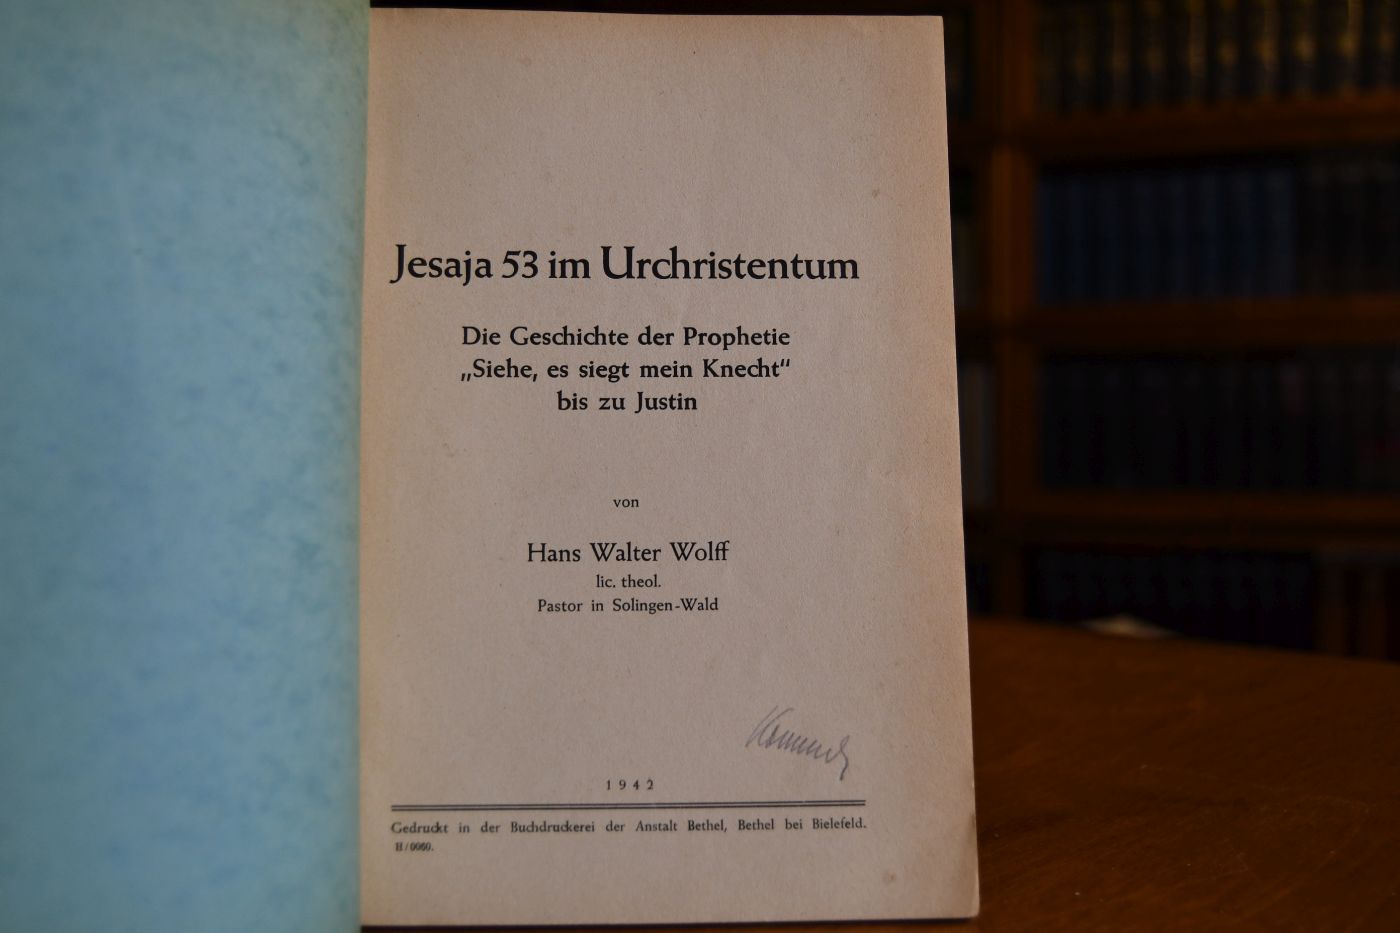 Jesaja 53 im Urchristentum
Die Geschichte der Prophetie
„Siehe, es siegt mein Knecht“
bis zu Justin
von
Hans Walter Wolff
lic. theol.
Pastor in Solingen-Wald
1942
Gedruckt in der Buchdruckerei der Anstalt Bethel, Bethel bei Bielefeld.
H/0060.